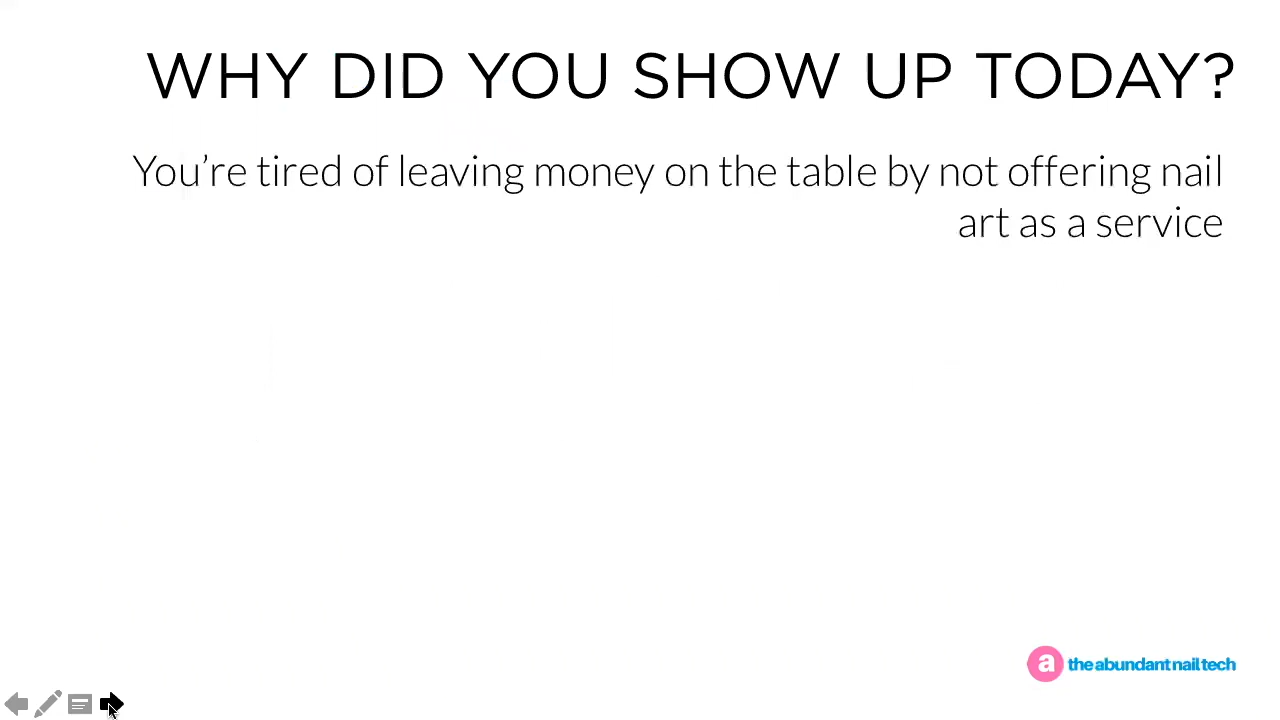 WHY DID YOU SHOW UP TODAY?
You’re tired of leaving money on the table by not offering nail
art as a service
a the abundant nail tech